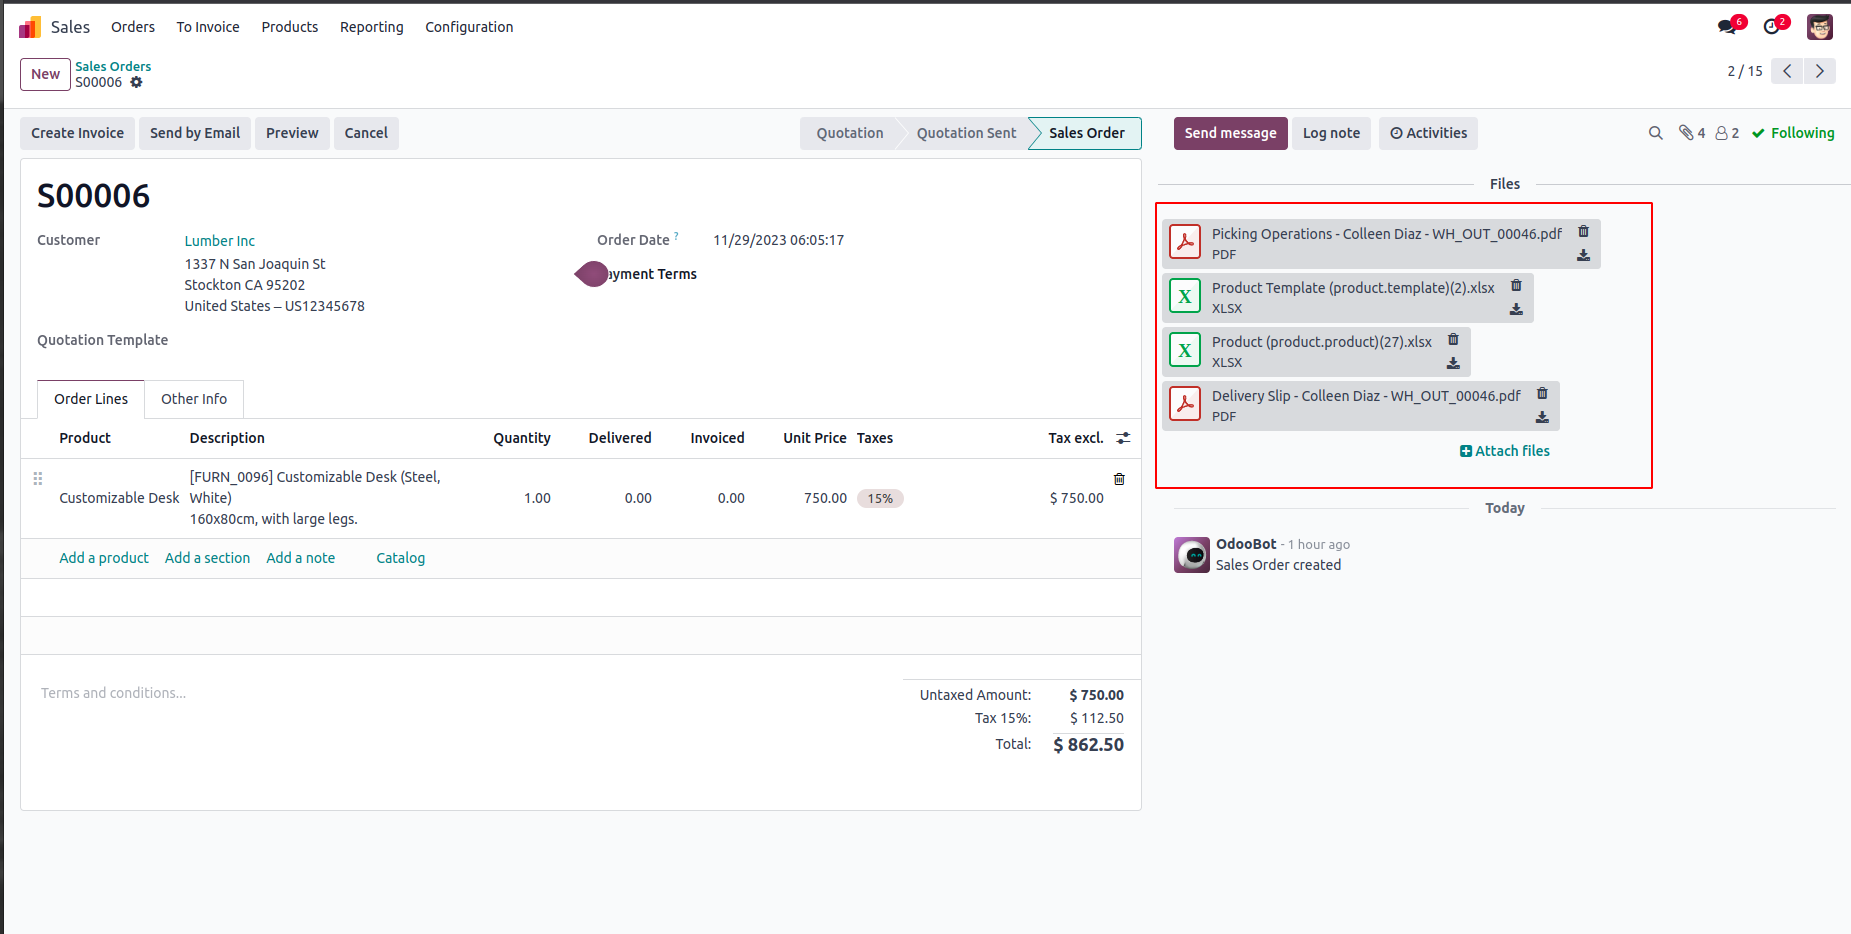 Sales Orders To Invoice Products Reporting Configuration 6 2
New Sales Orders
S00006
2 / 15
Create Invoice Send by Email Preview Cancel Quotation Quotation Sent Sales Order
Send message Log note Activities 4 2 Following
S00006
Customer Lumber Inc
1337 N San Joaquin St
Stockton CA 95202
United States – US12345678
Order Date ? 11/29/2023 06:05:17
ayment Terms
Quotation Template
Order Lines Other Info
Product Description Quantity Delivered Invoiced Unit Price Taxes Tax excl.
Customizable Desk
[FURN_0096] Customizable Desk (Steel,
White)
160x80cm, with large legs.
1.00 0.00 0.00 750.00 15% $ 750.00
Add a product Add a section Add a note Catalog
Terms and conditions...
Untaxed Amount: $ 750.00
Tax 15%: $ 112.50
Total: $ 862.50
Files
Picking Operations - Colleen Diaz - WH_OUT_00046.pdf
PDF
X
Product Template (product.template)(2).xlsx
XLSX
X
Product (product.product)(27).xlsx
XLSX
Delivery Slip - Colleen Diaz - WH_OUT_00046.pdf
PDF
Attach files
Today
OdooBot - 1 hour ago
Sales Order created